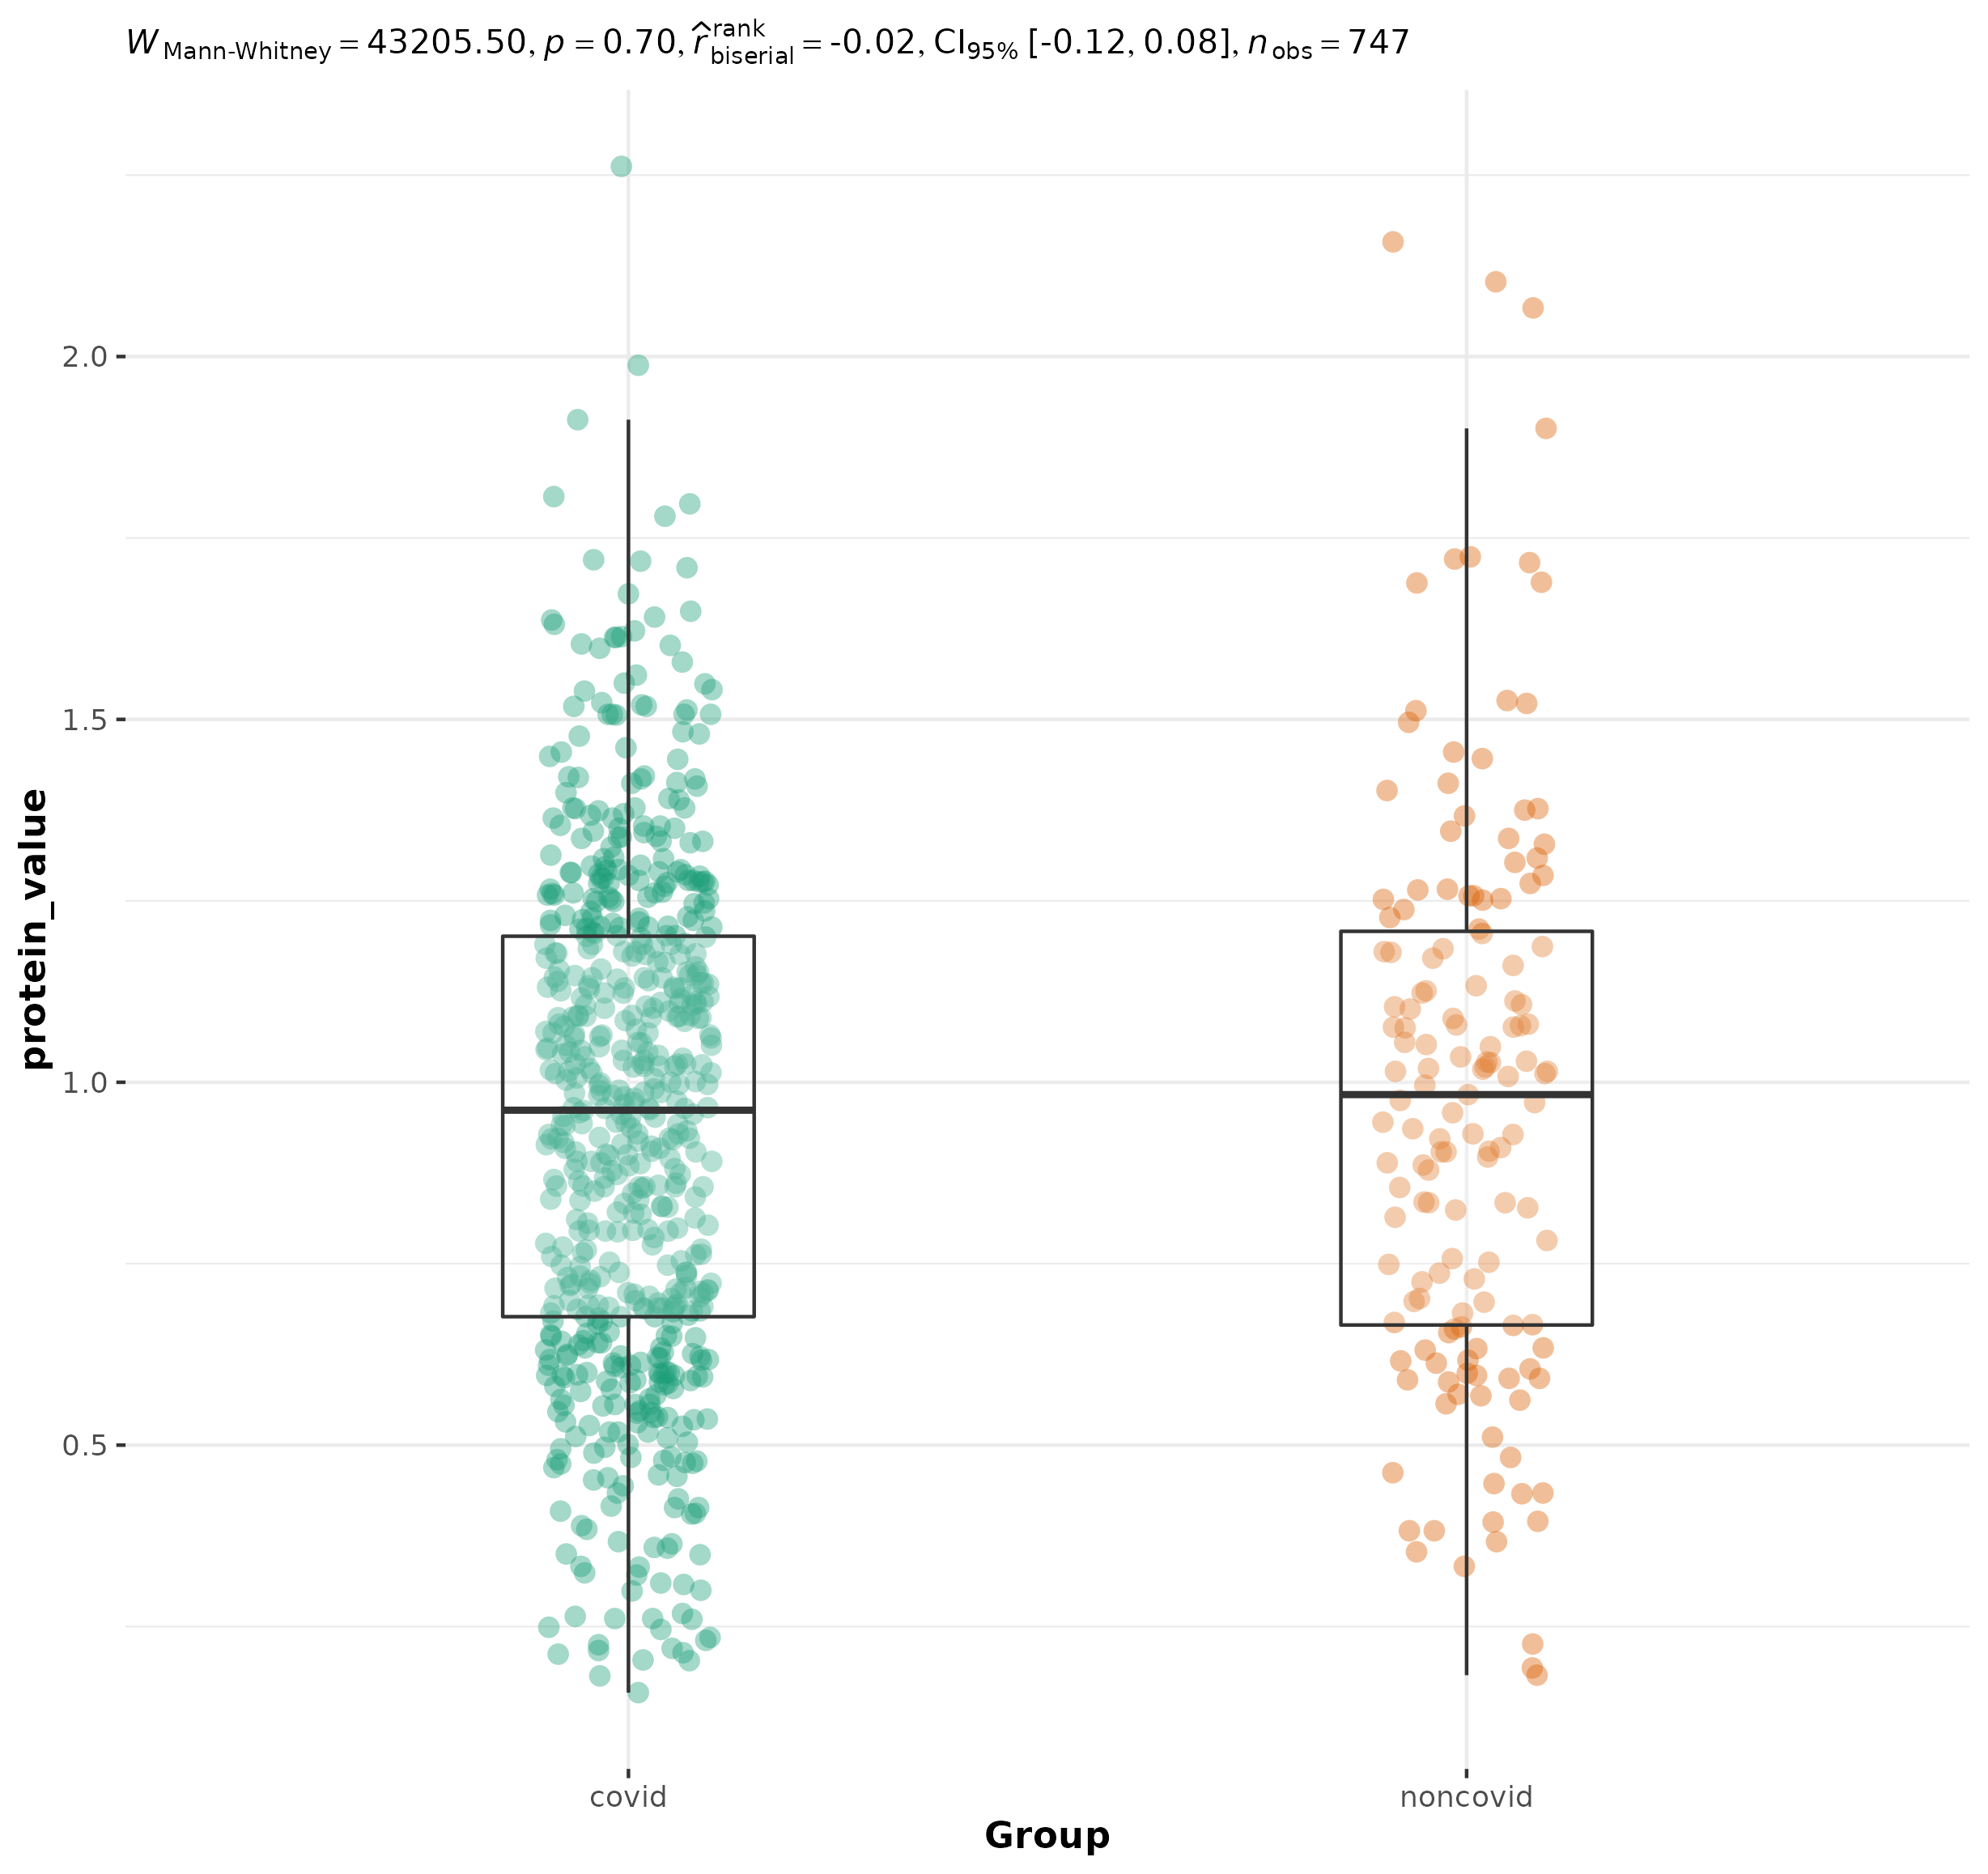 W Mann-Whitney = 43205.50, p = 0.70, r̂ rank biserial = -0.02, CI95% [-0.12, 0.08], n obs = 747
protein_value
2.0
1.5
1.0
0.5
covid noncovid
Group